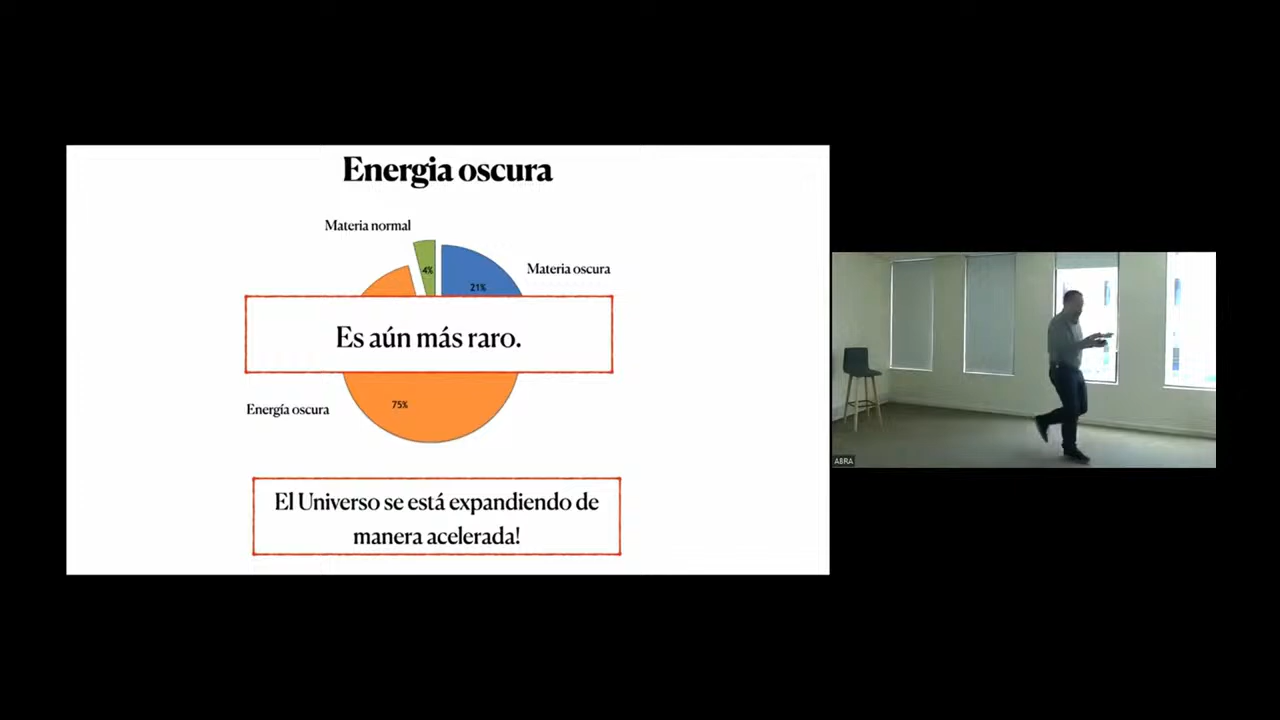 Energia oscura
Materia normal
4%
Materia oscura
21%
Es aún más raro.
Energía oscura
75%
El Universo se está expandiendo de
manera acelerada!
ABRA